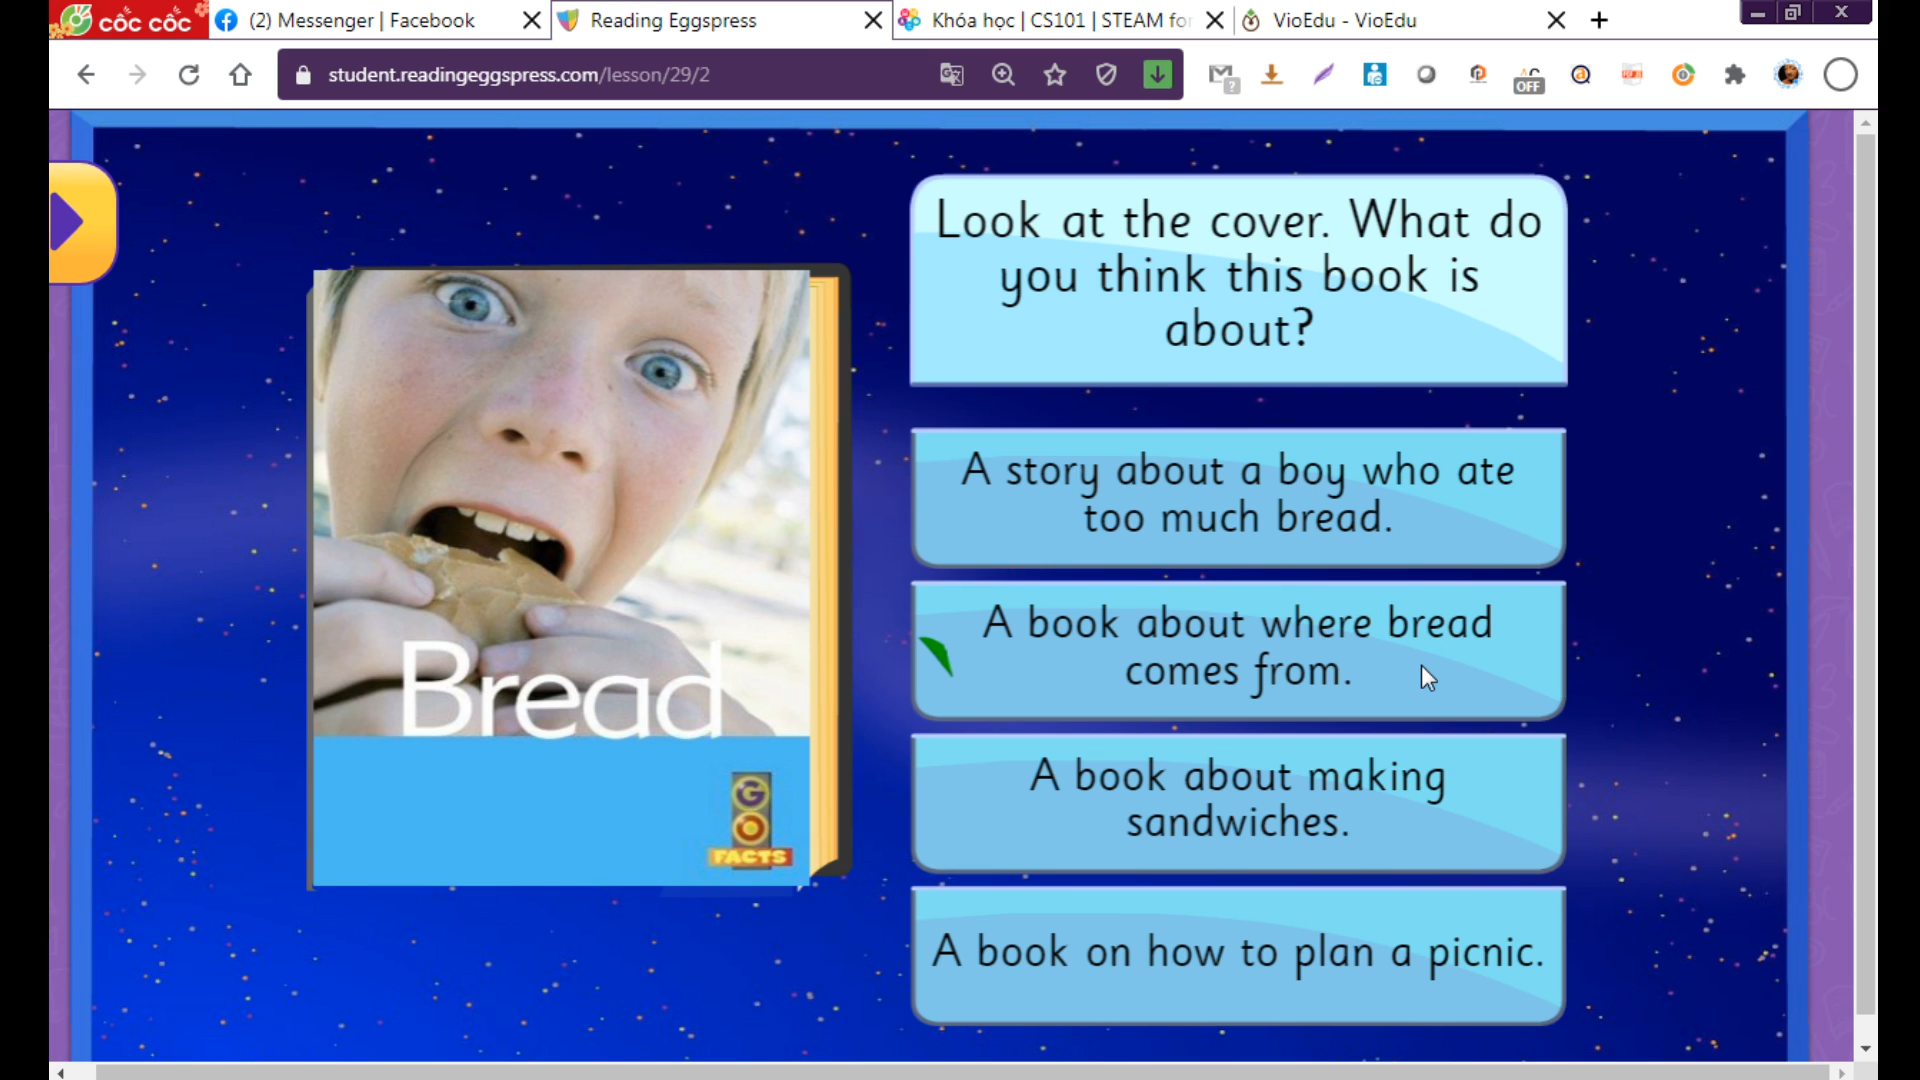 cốc cốc
(2) Messenger | Facebook
Reading Eggspress
Khóa học | CS101 | STEAM for
VioEdu - VioEdu
student.readingeggspress.com/lesson/29/2
OFF
Look at the cover. What do
you think this book is
about?
A story about a boy who ate
too much bread.
A book about where bread
comes from.
A book about making
sandwiches.
A book on how to plan a picnic.
Bread
GO
FACTS